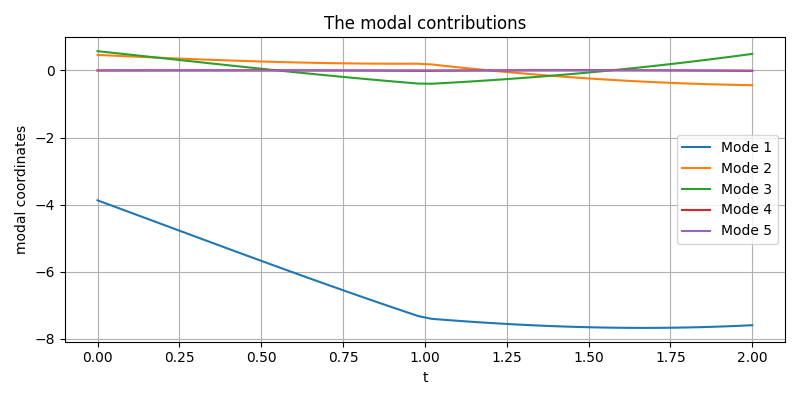 The modal contributions
modal coordinates
0
−2
−4
−6
−8
Mode 1
Mode 2
Mode 3
Mode 4
Mode 5
0.00 0.25 0.50 0.75 1.00 1.25 1.50 1.75 2.00
t